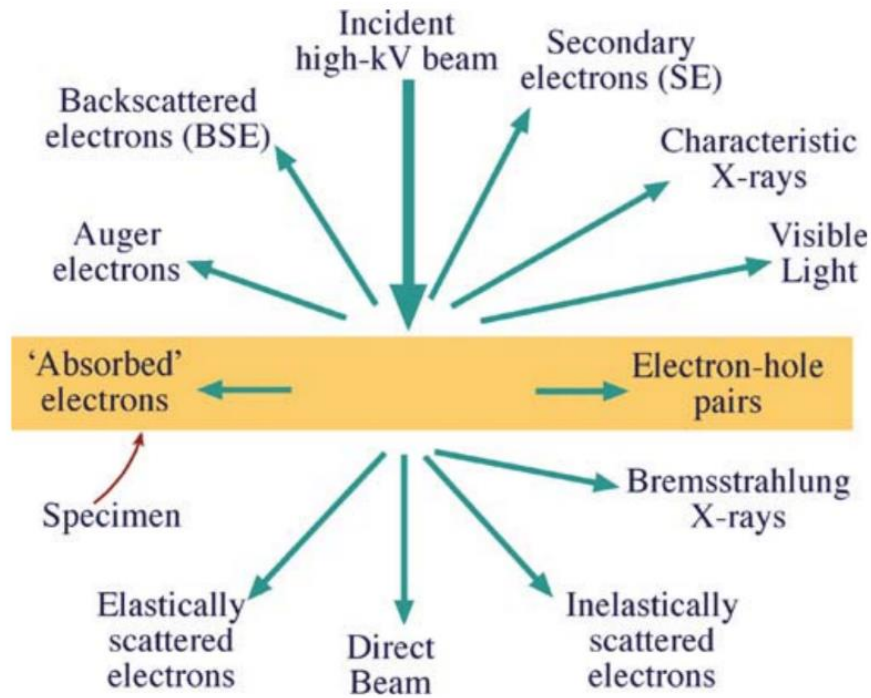 Incident
high-kV beam
Secondary
electrons (SE)
Backscattered
electrons (BSE)
Characteristic
X-rays
Auger
electrons
Visible
Light
'Absorbed'
electrons
Electron-hole
pairs
Specimen
Bremsstrahlung
X-rays
Elastically
scattered
electrons
Direct
Beam
Inelastically
scattered
electrons